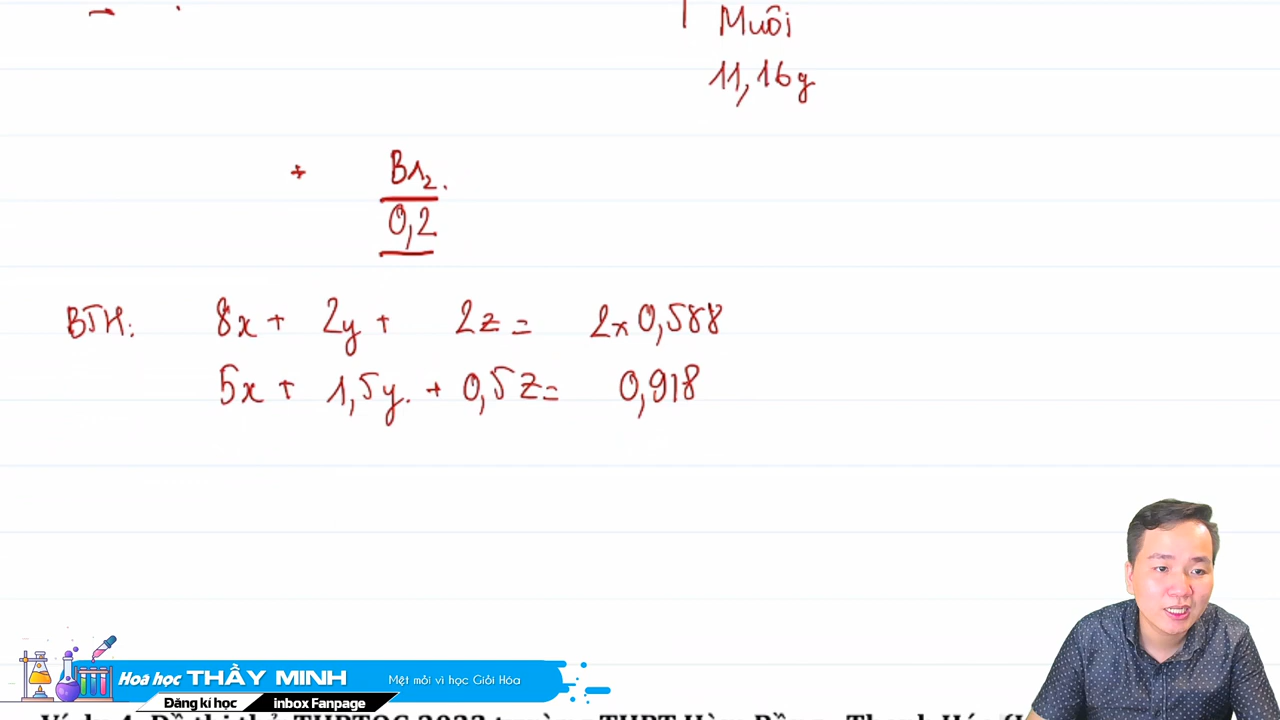 Muối
11,16g
+ Br₂.
0,2
BTH: 8x + 2y + 2z = 2x0,588
5x + 1,5y. + 0,5z = 0,918
Hoá học THẦY MINH
Mệt mỏi vì học Giỏi Hóa
Đăng kí học inbox Fanpage